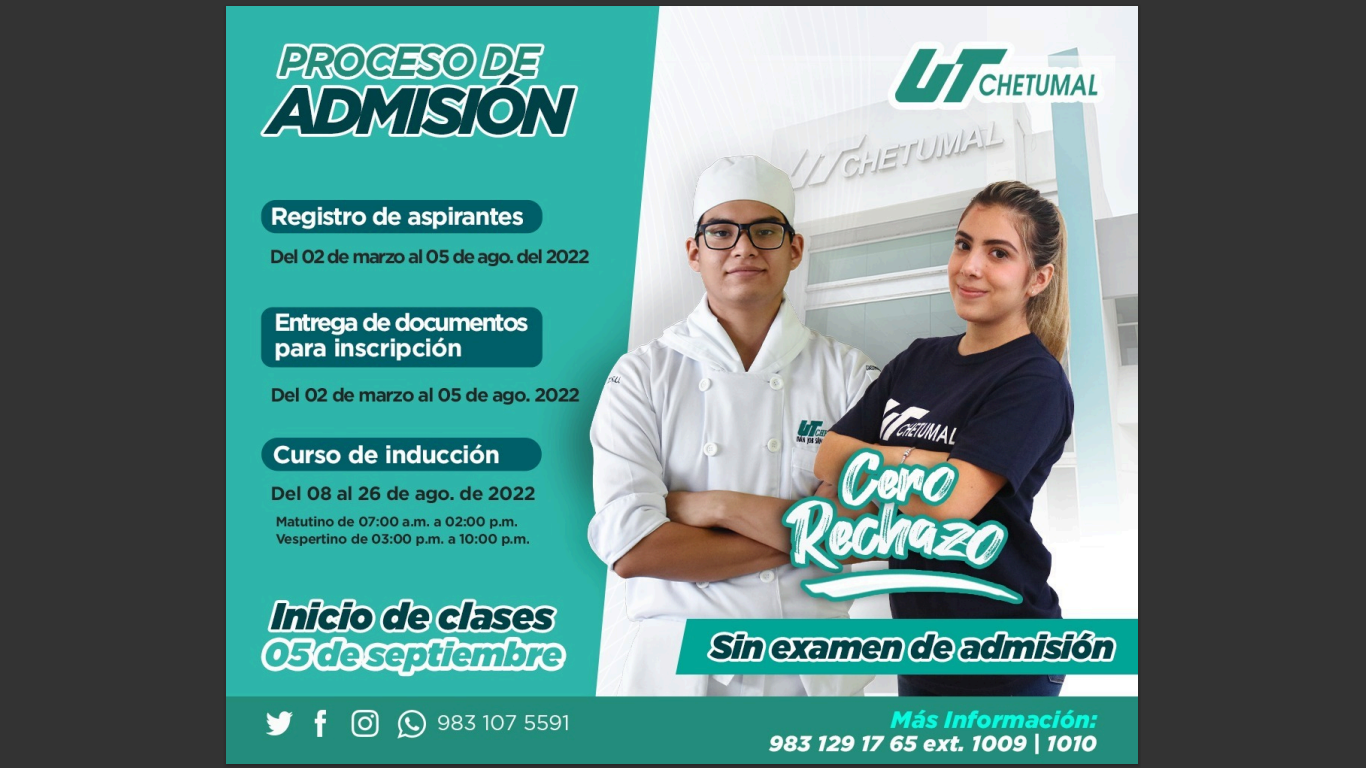 PROCESO DE
ADMISIÓN
Registro de aspirantes
Del 02 de marzo al 05 de ago. del 2022
Entrega de documentos
para inscripción
Del 02 de marzo al 05 de ago. 2022
Curso de inducción
Del 08 al 26 de ago. de 2022
Matutino de 07:00 a.m. a 02:00 p.m.
Vespertino de 03:00 p.m. a 10:00 p.m.
Inicio de clases
05 de septiembre
UT CHETUMAL
UT CHETUMAL
UT
UT CHETUMAL
Cero
Rechazo
Sin examen de admisión
983 107 5591
Más Información:
983 129 17 65 ext. 1009 | 1010